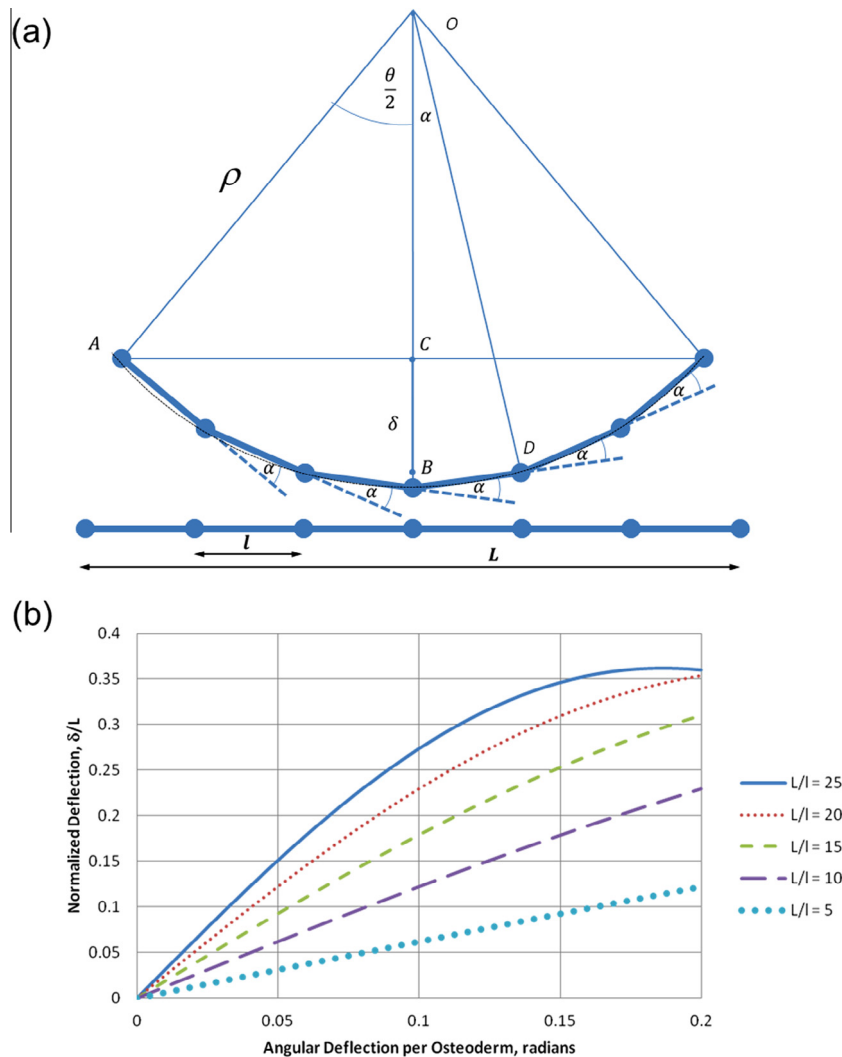 (a)
O
θ/2
α
ρ
A
C
δ
B
D
α
α
α
α
α
l
L
(b)
0.4
0.35
0.3
0.25
0.2
0.15
0.1
0.05
0
Normalized Deflection, δ/L
0
0.05
0.1
0.15
0.2
Angular Deflection per Osteoderm, radians
L/l = 25
L/l = 20
L/l = 15
L/l = 10
L/l = 5